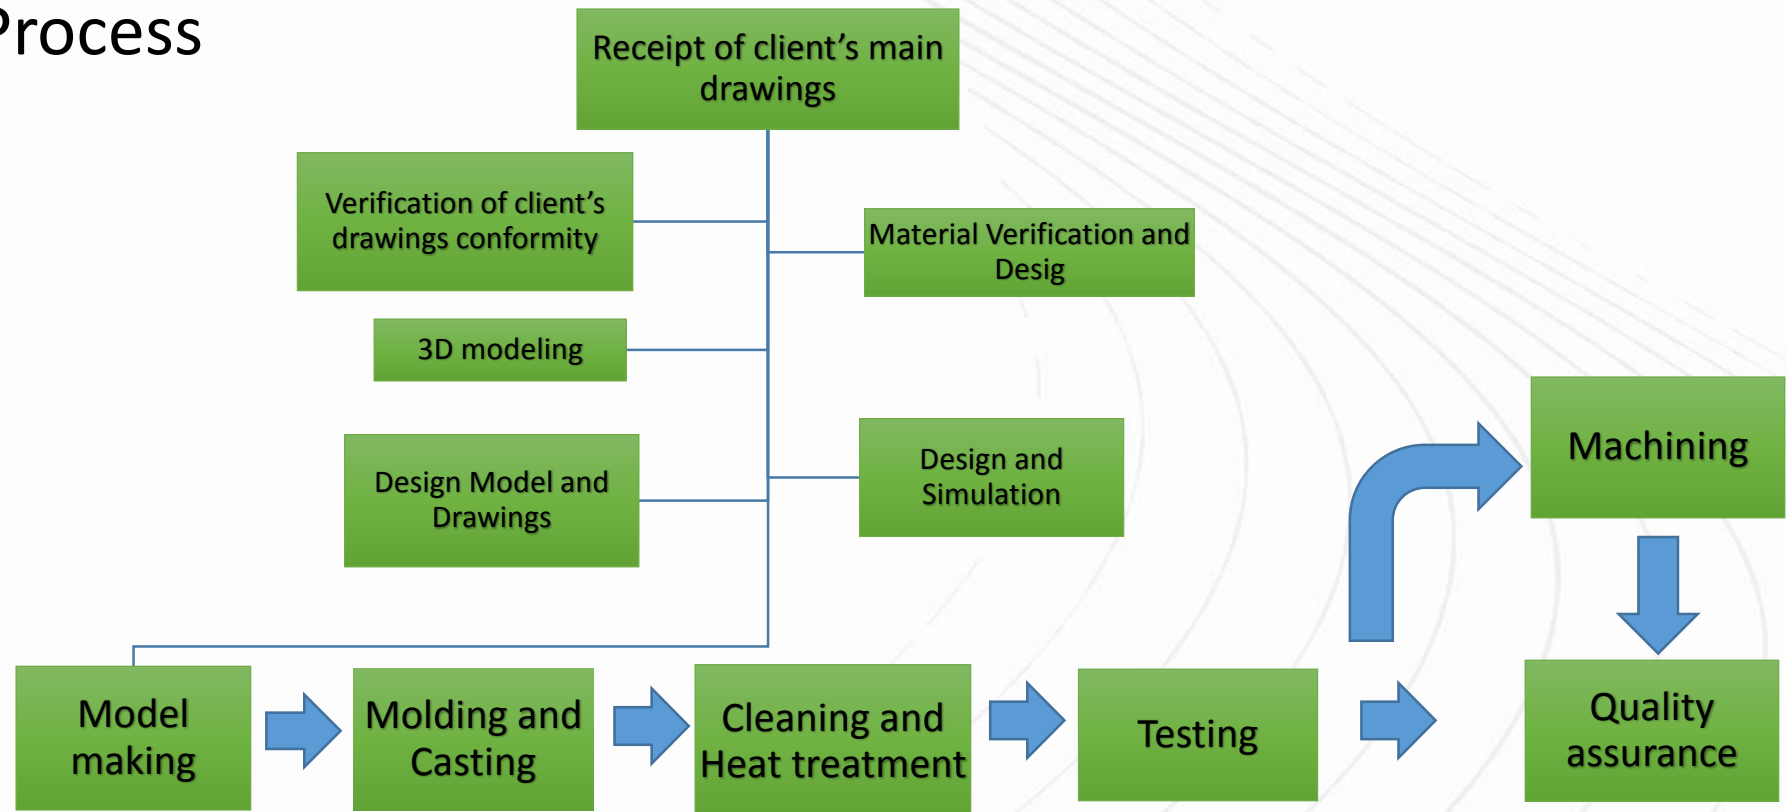 Process
Receipt of client’s main
drawings
Verification of client’s
drawings conformity
Material Verification and
Desig
3D modeling
Design Model and
Drawings
Design and
Simulation
Machining
Model
making
Molding and
Casting
Cleaning and
Heat treatment
Testing
Quality
assurance